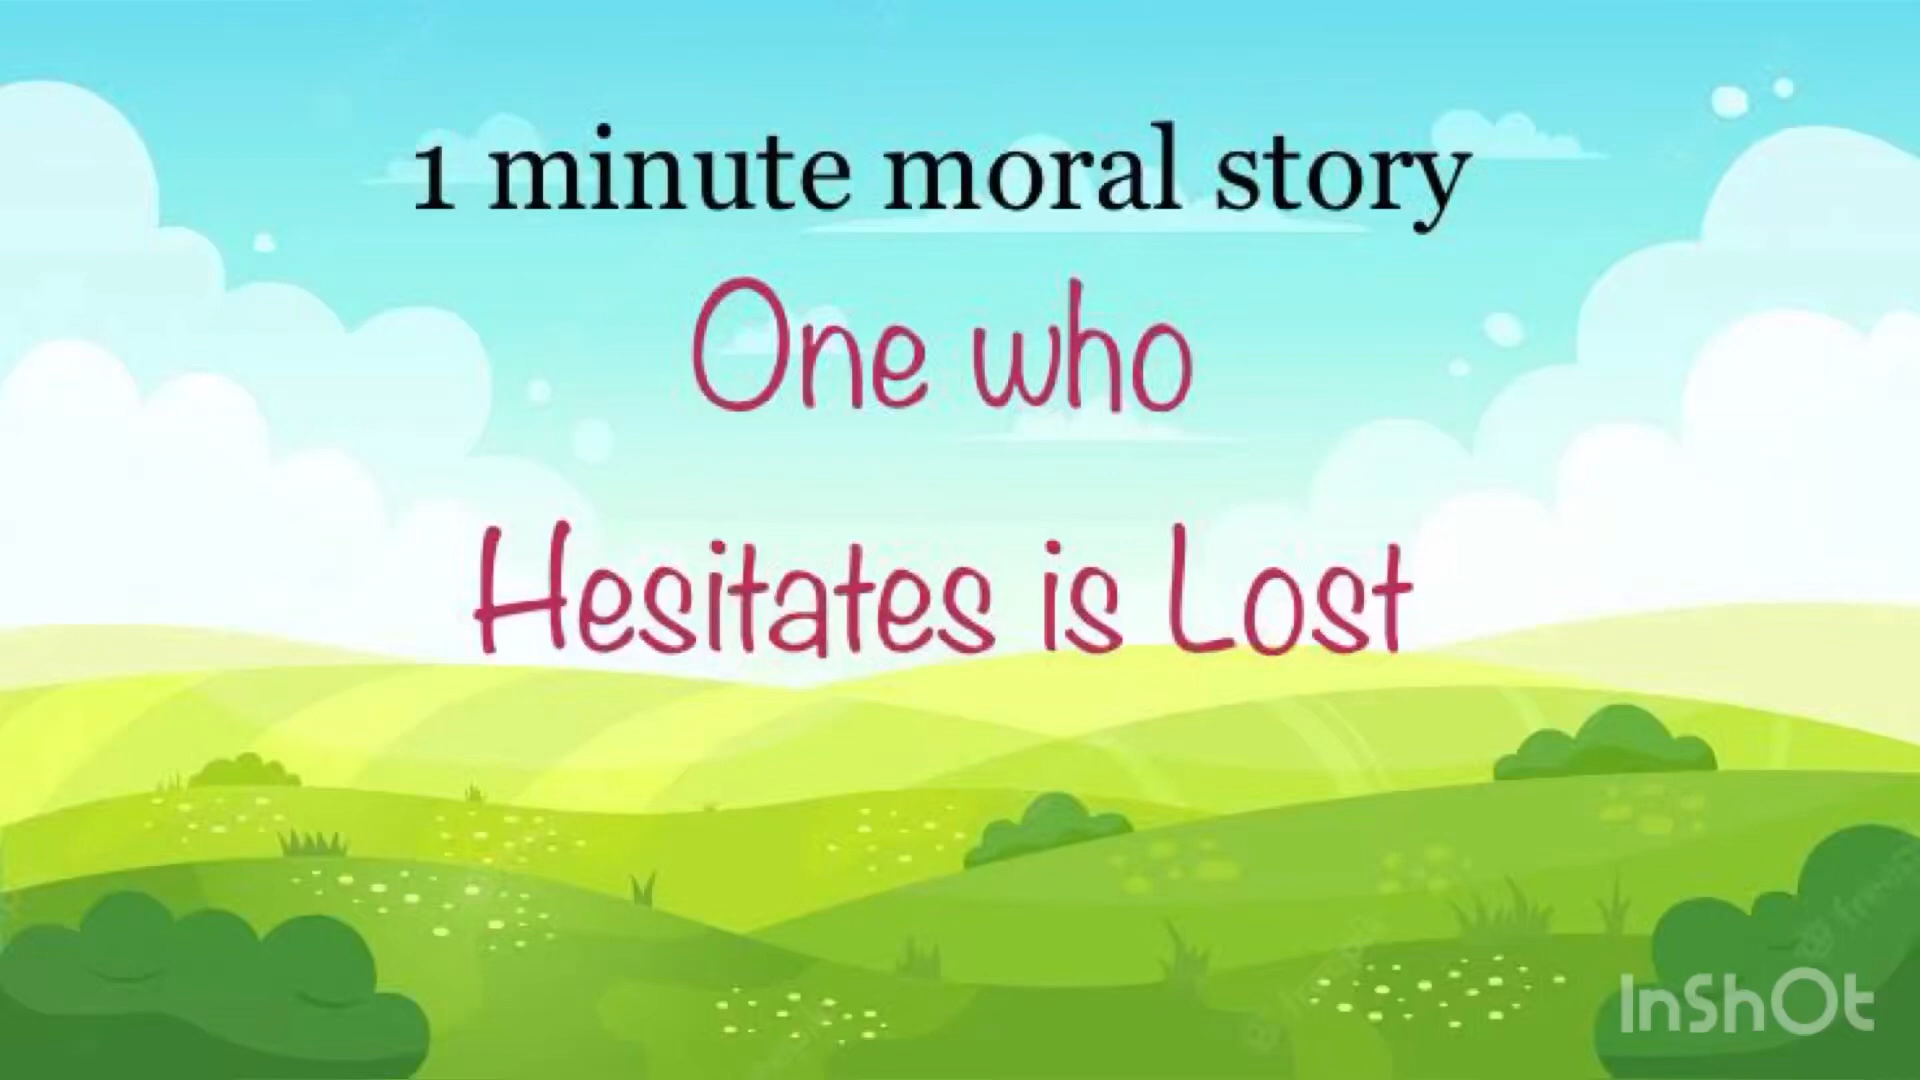 1 minute moral story
One who
Hesitates is Lost
InShOt